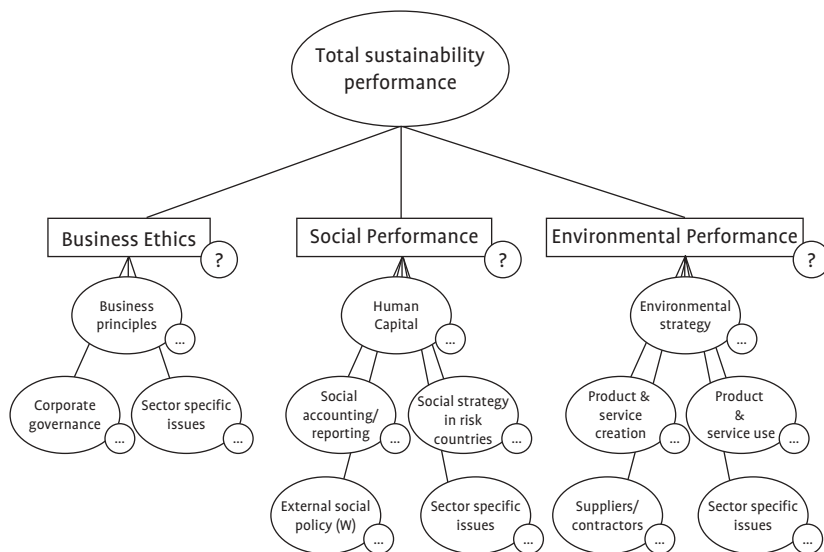 Total sustainability
performance
Business Ethics
?
Social Performance
?
Environmental Performance
?
Business
principles
...
Human
Capital
...
Environmental
strategy
...
Corporate
governance
...
Sector specific
issues
...
Social
accounting/
reporting
...
Social strategy
in risk
countries
...
Product &
service
creation
...
Product
&
service use
...
External social
policy (W)
...
Sector specific
issues
...
Suppliers/
contractors
...
Sector specific
issues
...